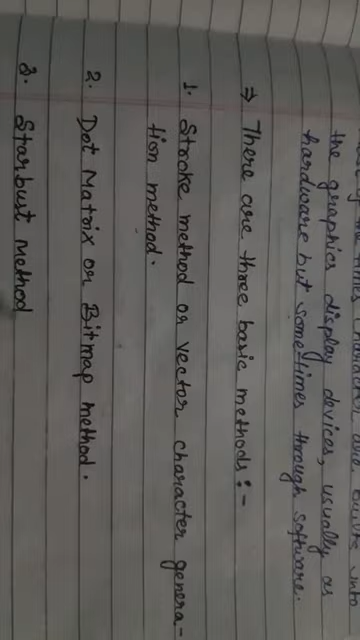 the graphics display devices, usually as
hardware but sometimes through software.
⇒ There are three basic methods:-
1. Stroke method or vector character genera-
tion method.
2. Dot Matrix or Bitmap method.
3. Starbust Method